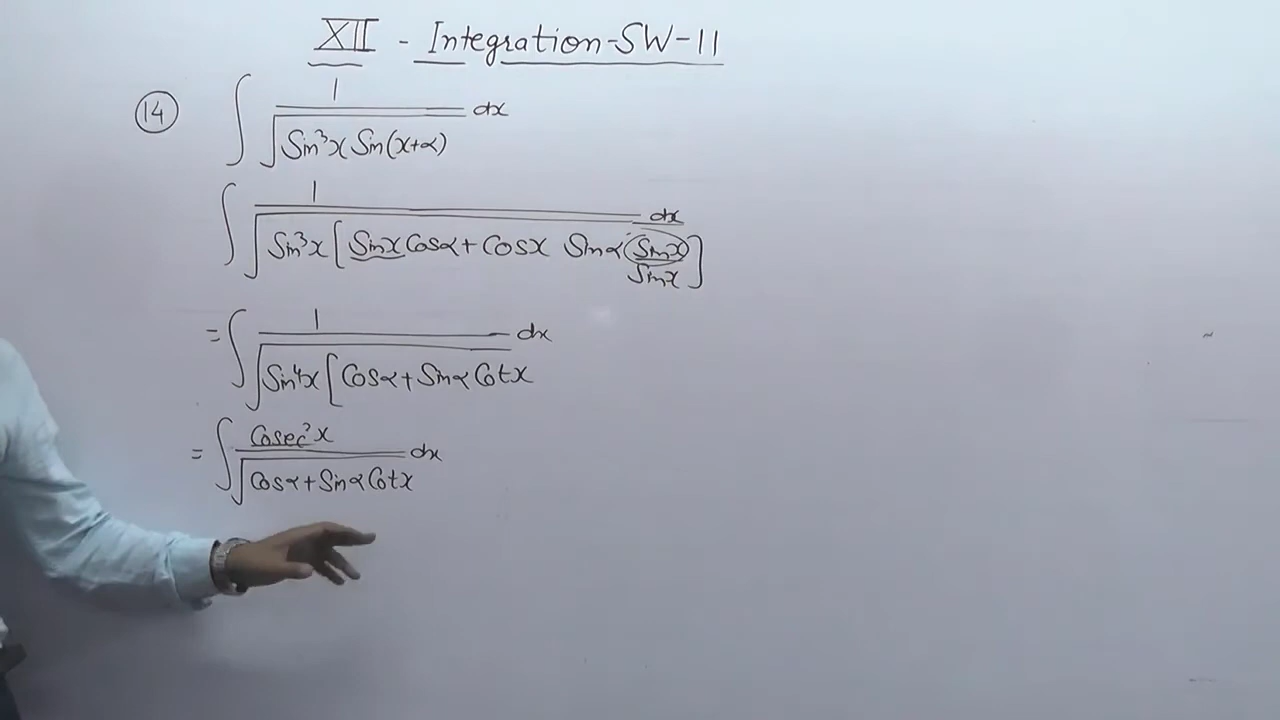 XII - Integration-SW-11
14 ∫ 1/√(Sin³x Sin(x+α)) dx
∫ 1/√(Sin³x [Sinx Cosα + Cosx Sinα Sinx/Sinx]) dx
= ∫ 1/√(Sin⁴x [Cosα + Sinα Cotx) dx
= ∫ Cosec²x/√(Cosα + Sinα Cotx) dx